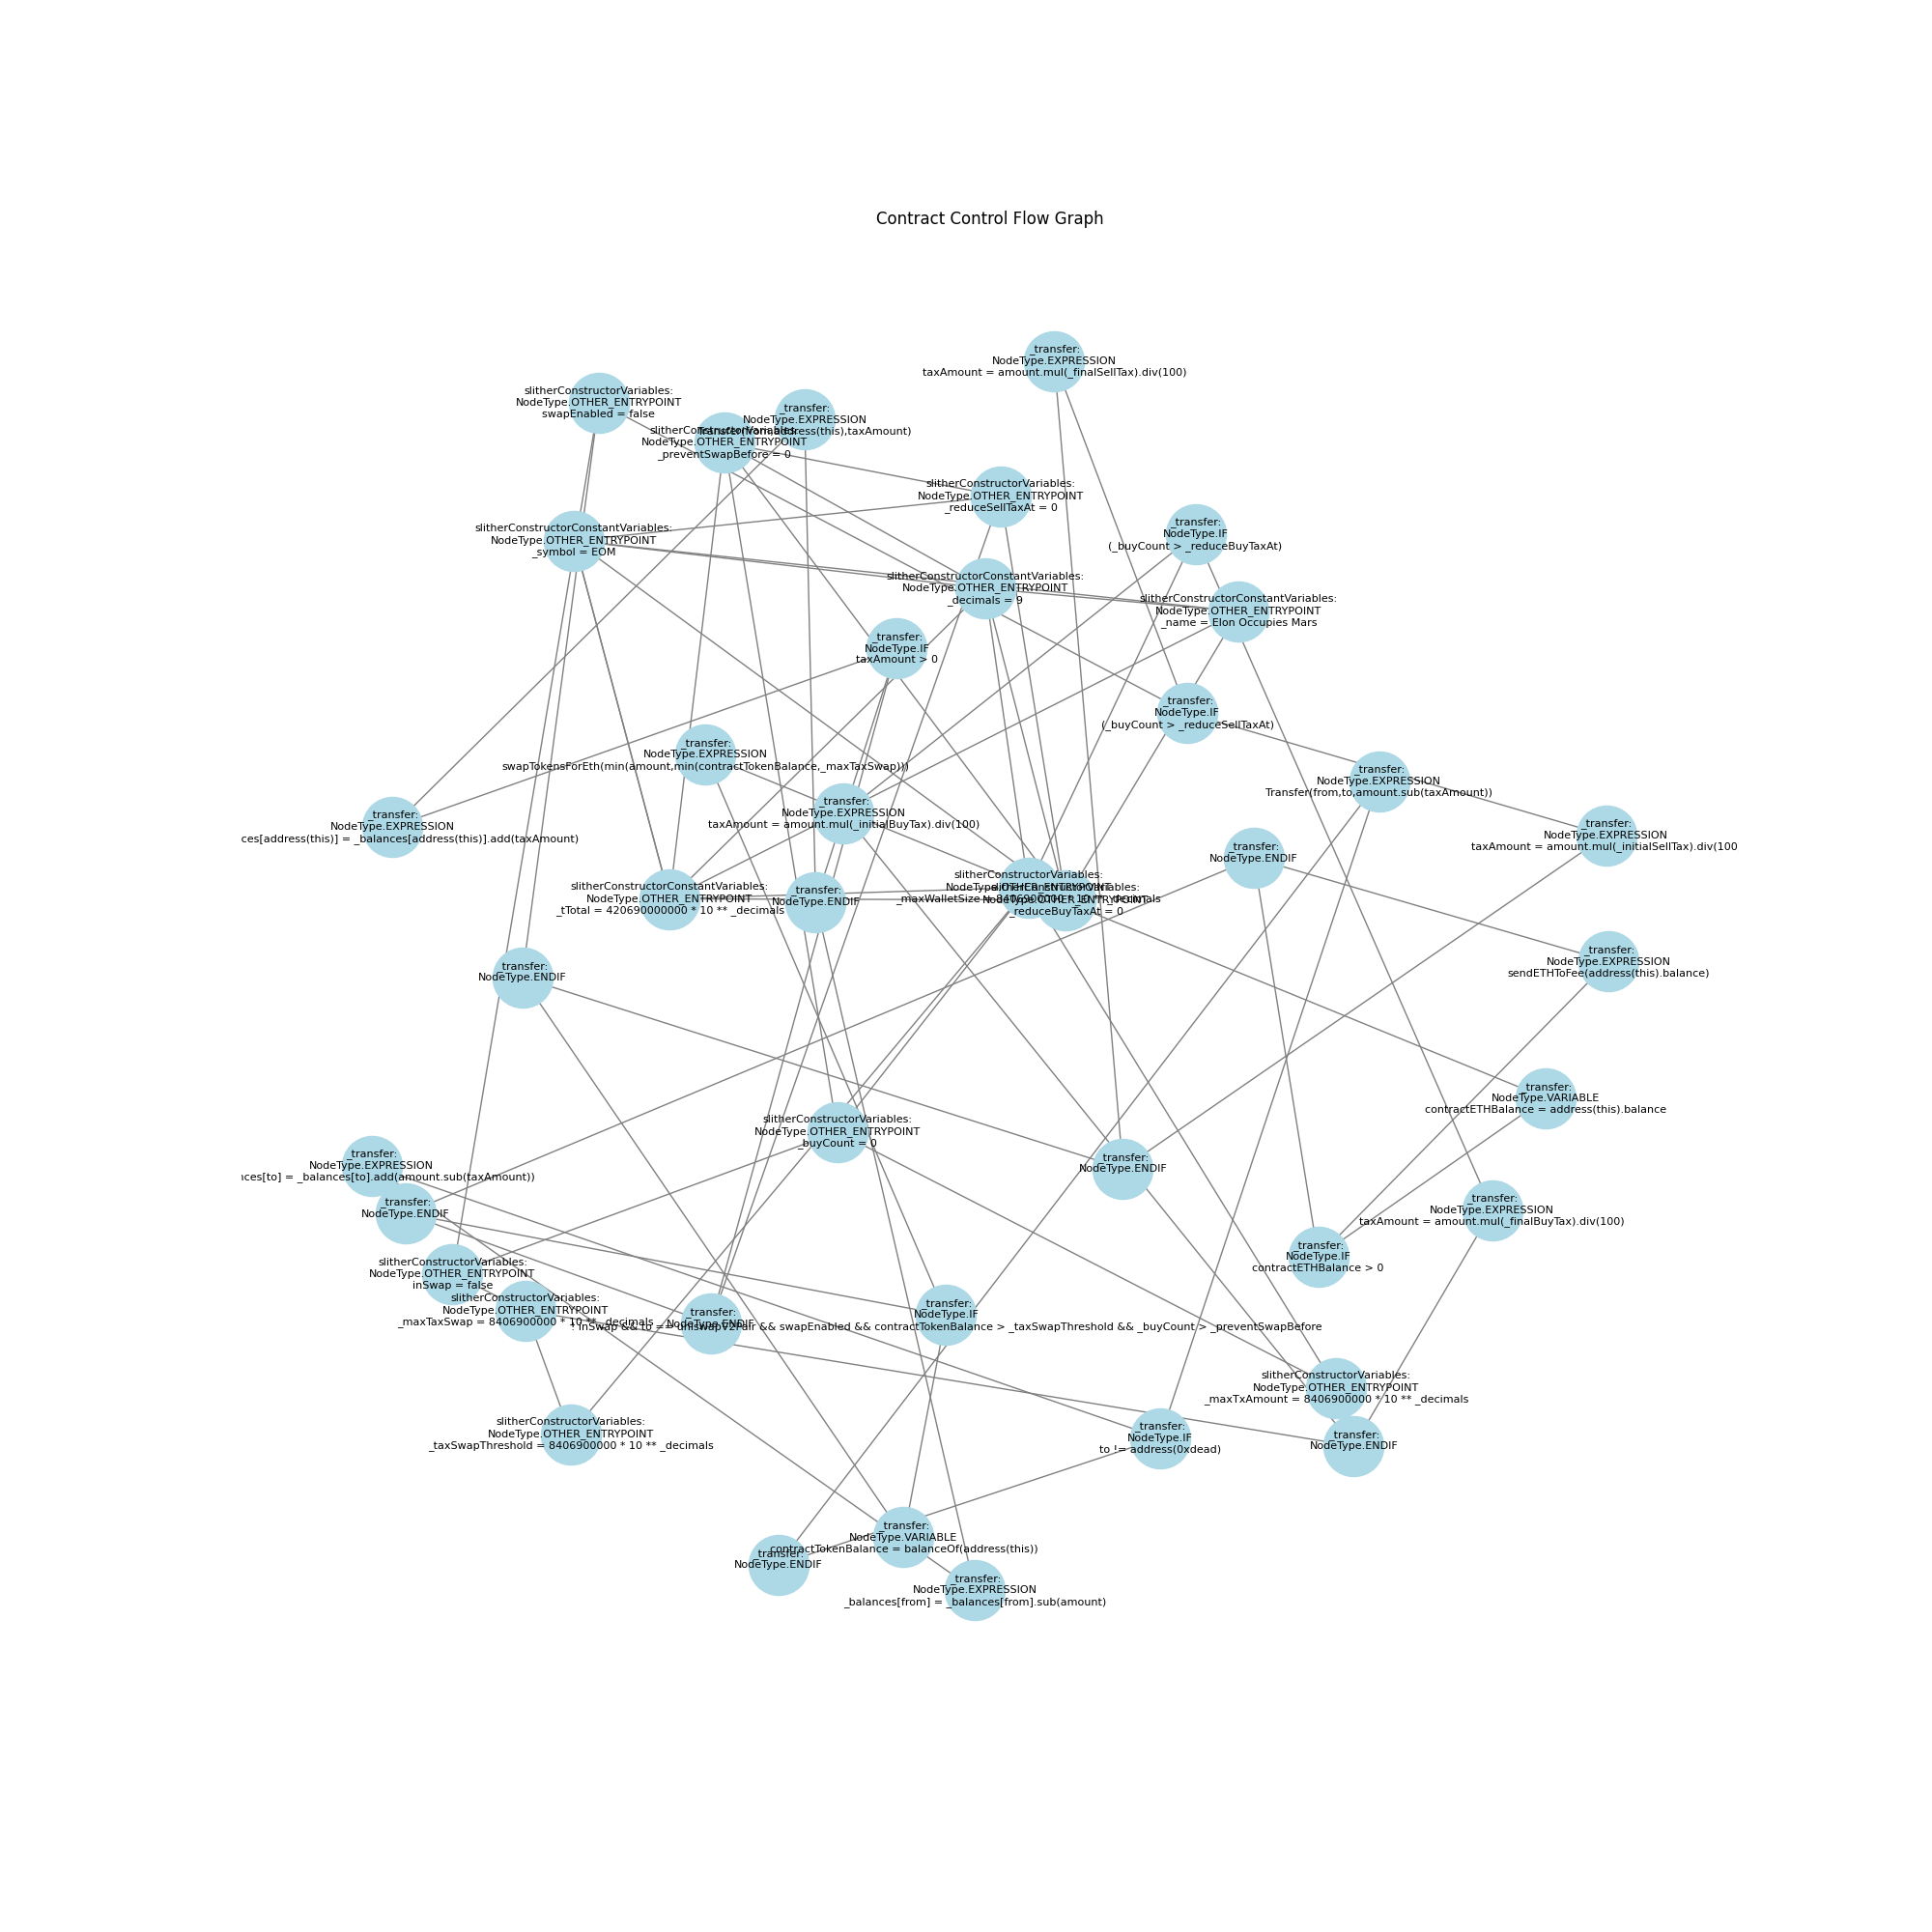 Contract Control Flow Graph
_transfer:
NodeType.EXPRESSION
taxAmount = amount.mul(_finalSellTax).div(100)
slitherConstructorVariables:
NodeType.OTHER_ENTRYPOINT
swapEnabled = false
_transfer:
NodeType.EXPRESSION
Transfer(from,address(this),taxAmount)
slitherConstructorVariables:
NodeType.OTHER_ENTRYPOINT
_preventSwapBefore = 0
slitherConstructorVariables:
NodeType.OTHER_ENTRYPOINT
_reduceSellTaxAt = 0
slitherConstructorConstantVariables:
NodeType.OTHER_ENTRYPOINT
_symbol = EOM
_transfer:
NodeType.IF
(_buyCount > _reduceBuyTaxAt)
slitherConstructorConstantVariables:
NodeType.OTHER_ENTRYPOINT
_decimals = 9
slitherConstructorConstantVariables:
NodeType.OTHER_ENTRYPOINT
_name = Elon Occupies Mars
_transfer:
NodeType.IF
taxAmount > 0
_transfer:
NodeType.IF
(_buyCount > _reduceSellTaxAt)
_transfer:
NodeType.EXPRESSION
swapTokensForEth(min(amount,min(contractTokenBalance,_maxTaxSwap)))
_transfer:
NodeType.EXPRESSION
Transfer(from,to,amount.sub(taxAmount))
_transfer:
NodeType.EXPRESSION
ces[address(this)] = _balances[address(this)].add(taxAmount)
_transfer:
NodeType.EXPRESSION
taxAmount = amount.mul(_initialBuyTax).div(100)
_transfer:
NodeType.EXPRESSION
taxAmount = amount.mul(_initialSellTax).div(100
_transfer:
NodeType.ENDIF
slitherConstructorConstantVariables:
NodeType.OTHER_ENTRYPOINT
_tTotal = 420690000000 * 10 ** _decimals
_transfer:
NodeType.ENDIF
slitherConstructorVariables:
NodeType.OTHER_ENTRYPOINT
_maxWalletSize = 8406900000 * 10 ** _decimals
slitherConstructorVariables:
NodeType.OTHER_ENTRYPOINT
_reduceBuyTaxAt = 0
_transfer:
NodeType.ENDIF
_transfer:
NodeType.EXPRESSION
sendETHToFee(address(this).balance)
_transfer:
NodeType.VARIABLE
contractETHBalance = address(this).balance
slitherConstructorVariables:
NodeType.OTHER_ENTRYPOINT
_buyCount = 0
_transfer:
NodeType.EXPRESSION
nces[to] = _balances[to].add(amount.sub(taxAmount))
_transfer:
NodeType.ENDIF
_transfer:
NodeType.ENDIF
_transfer:
NodeType.EXPRESSION
taxAmount = amount.mul(_finalBuyTax).div(100)
_transfer:
NodeType.IF
contractETHBalance > 0
slitherConstructorVariables:
NodeType.OTHER_ENTRYPOINT
inSwap = false
slitherConstructorVariables:
NodeType.OTHER_ENTRYPOINT
_maxTaxSwap = 8406900000 * 10 ** _decimals
_transfer:
NodeType.ENDIF
_transfer:
NodeType.IF
! inSwap && to == uniswapV2Pair && swapEnabled && contractTokenBalance > _taxSwapThreshold && _buyCount > _preventSwapBefore
slitherConstructorVariables:
NodeType.OTHER_ENTRYPOINT
_maxTxAmount = 8406900000 * 10 ** _decimals
slitherConstructorVariables:
NodeType.OTHER_ENTRYPOINT
_taxSwapThreshold = 8406900000 * 10 ** _decimals
_transfer:
NodeType.IF
to != address(0xdead)
_transfer:
NodeType.ENDIF
_transfer:
NodeType.VARIABLE
contractTokenBalance = balanceOf(address(this))
_transfer:
NodeType.ENDIF
_transfer:
NodeType.EXPRESSION
_balances[from] = _balances[from].sub(amount)